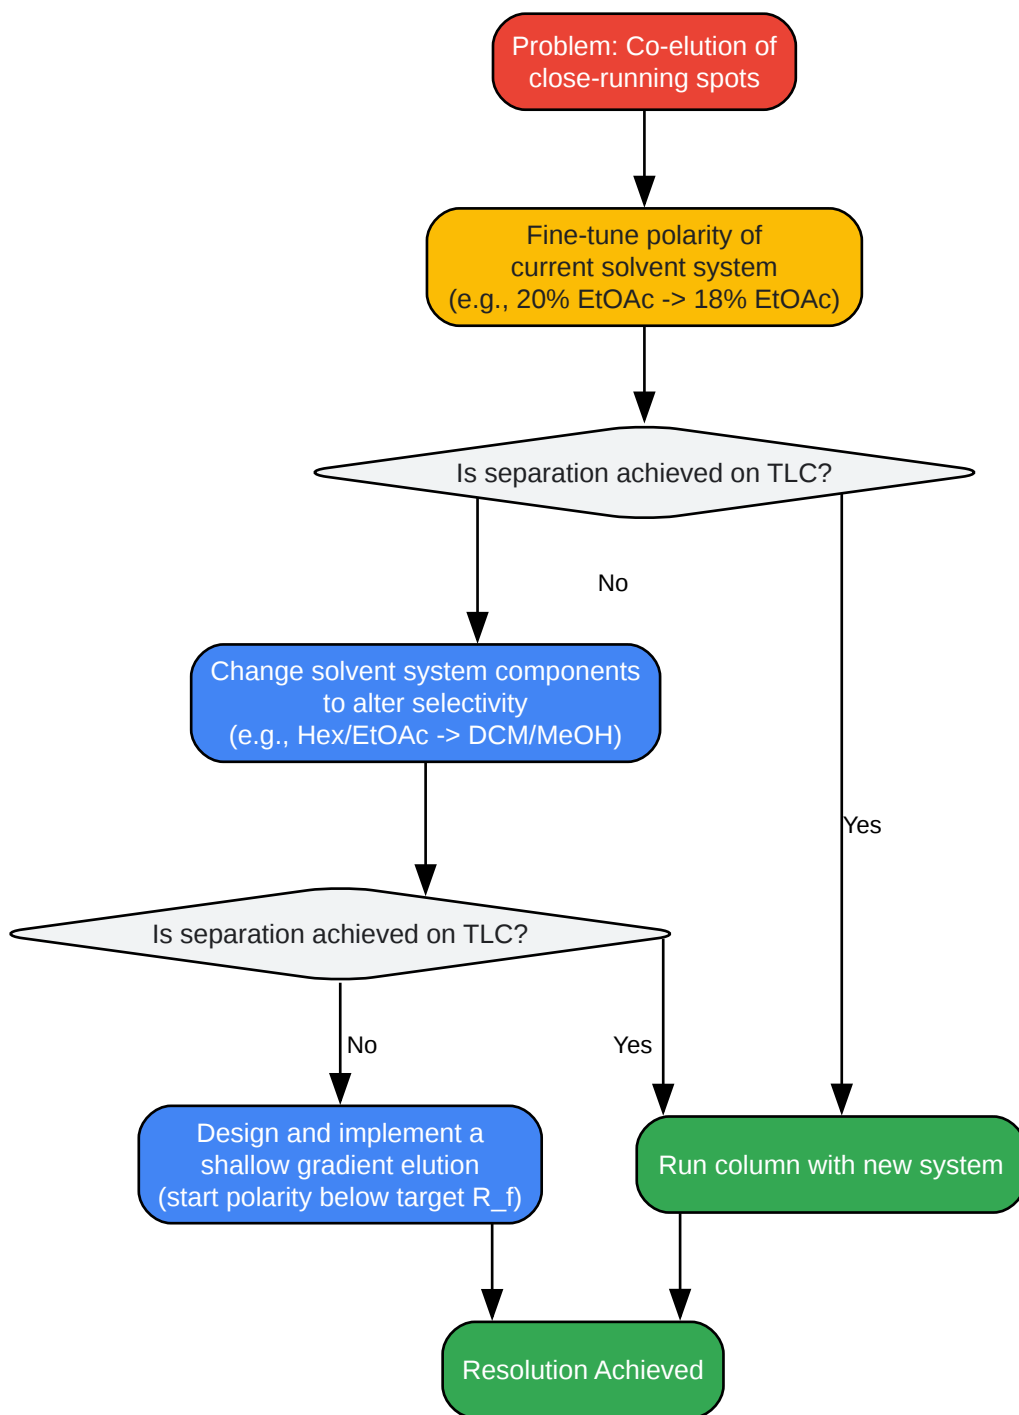 Problem: Co-elution of
close-running spots
Fine-tune polarity of
current solvent system
(e.g., 20% EtOAc -> 18% EtOAc)
Is separation achieved on TLC?
No
Change solvent system components
to alter selectivity
(e.g., Hex/EtOAc -> DCM/MeOH)
Yes
Is separation achieved on TLC?
No
Yes
Design and implement a
shallow gradient elution
(start polarity below target R_f)
Run column with new system
Resolution Achieved